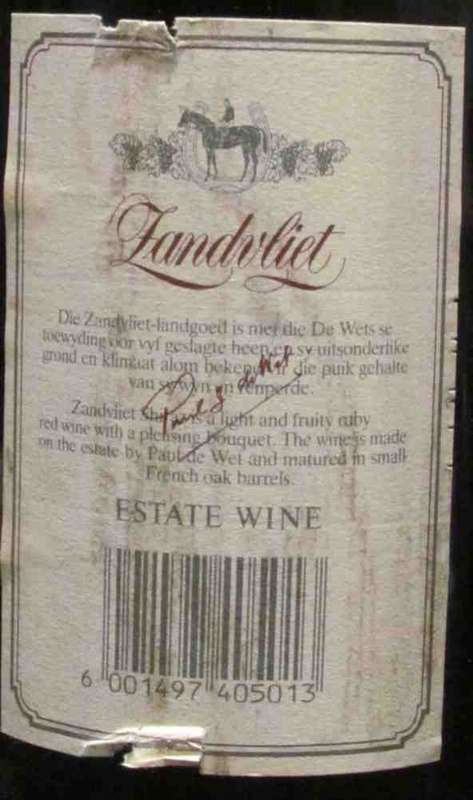 Zandvliet
Die Zandvliet-landgoed is met die De Wets se
toewyding oor vyf geslagte heen en sy uitsonderlike
grond en klimaat alom bekend vir die puik gehalte
van sy wyn en renperde.
Zandvliet Shiraz is a light and fruity ruby
red wine with a pleasing bouquet. The wine is made
on the estate by Paul de Wet and matured in small
French oak barrels.
Paul de Wet
ESTATE WINE
6 001497 405013